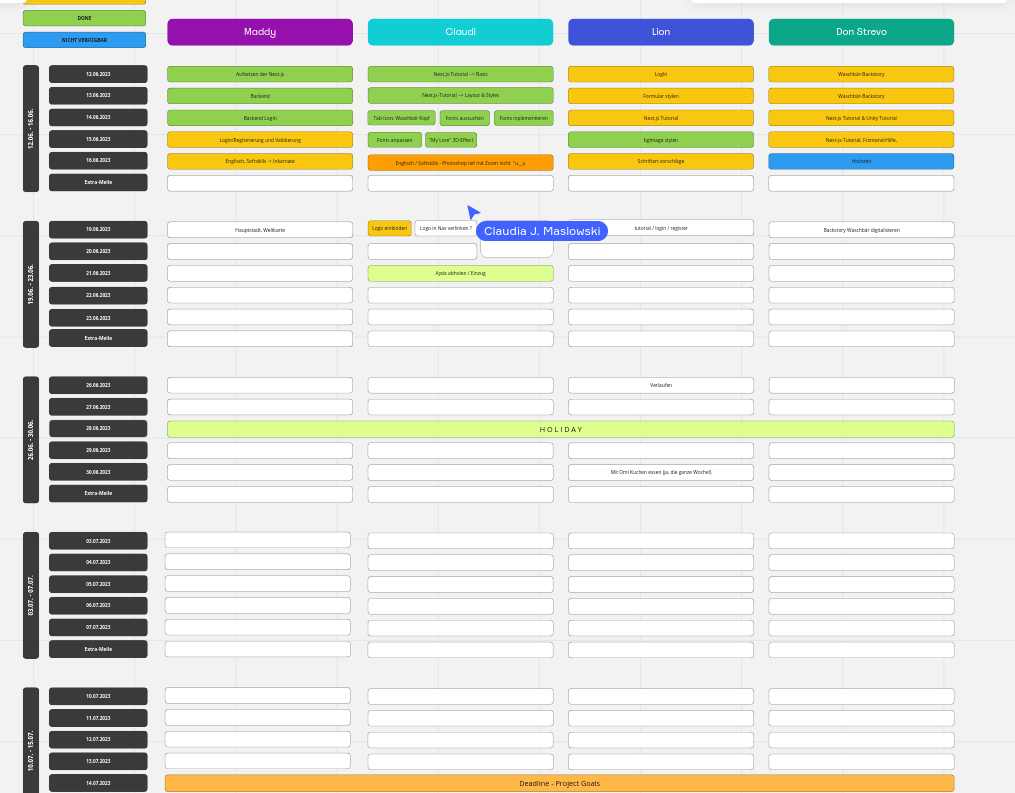 DONE
NICHT VERFÜGBAR
Maddy
Claudi
Lion
Don Strevo
12.06. - 16.06.
12.06.2023
Aufsetzen der Next.js
Next.js-Tutorial --> Basic
Login
Waschbär-Backstory
13.06.2023
Backend
Next.js-Tutorial --> Layout & Styles
Formular stylen
Waschbär-Backstory
14.06.2023
Backend Login
Tab-Icon: Waschbär Kopf
Fonts aussuchen
Fonts inplementieren
Next.js Tutorial
Next.js Tutorial & Unity Tutorial
15.06.2023
Login/Registrierung und Validierung
Fonts anpassen
"My Lore" 3D-Effect
bgImage stylen
Next-js-Tutorial, Frontend-Hilfe,
16.06.2023
Englisch, Softskills -> Inkarnate
Englisch / Softskills - Photoshop lief mit Zoom nicht
Schriftart vorschläge
Hochzeit
Extra-Meile
19.06. - 23.06.
19.06.2023
Hauptstadt, Weltkarte
Logo einbinden
Logo in Nav verlinken ?
Claudia J. Maslowski
tutorial / login / register
Backstory Waschbär digitalisieren
20.06.2023
21.06.2023
Ayda abholen / Einzug
22.06.2023
23.06.2023
Extra-Meile
26.06. - 30.06.
26.06.2023
Verlaufen
27.06.2023
28.06.2023
HOLIDAY
29.06.2023
30.06.2023
Mit Omi Kuchen essen (ja, die ganze Woche!)
Extra-Meile
03.07. - 07.07.
03.07.2023
04.07.2023
05.07.2023
06.07.2023
07.07.2023
Extra-Meile
10.07. - 15.07.
10.07.2023
11.07.2023
12.07.2023
13.07.2023
14.07.2023
Deadline - Project Goals